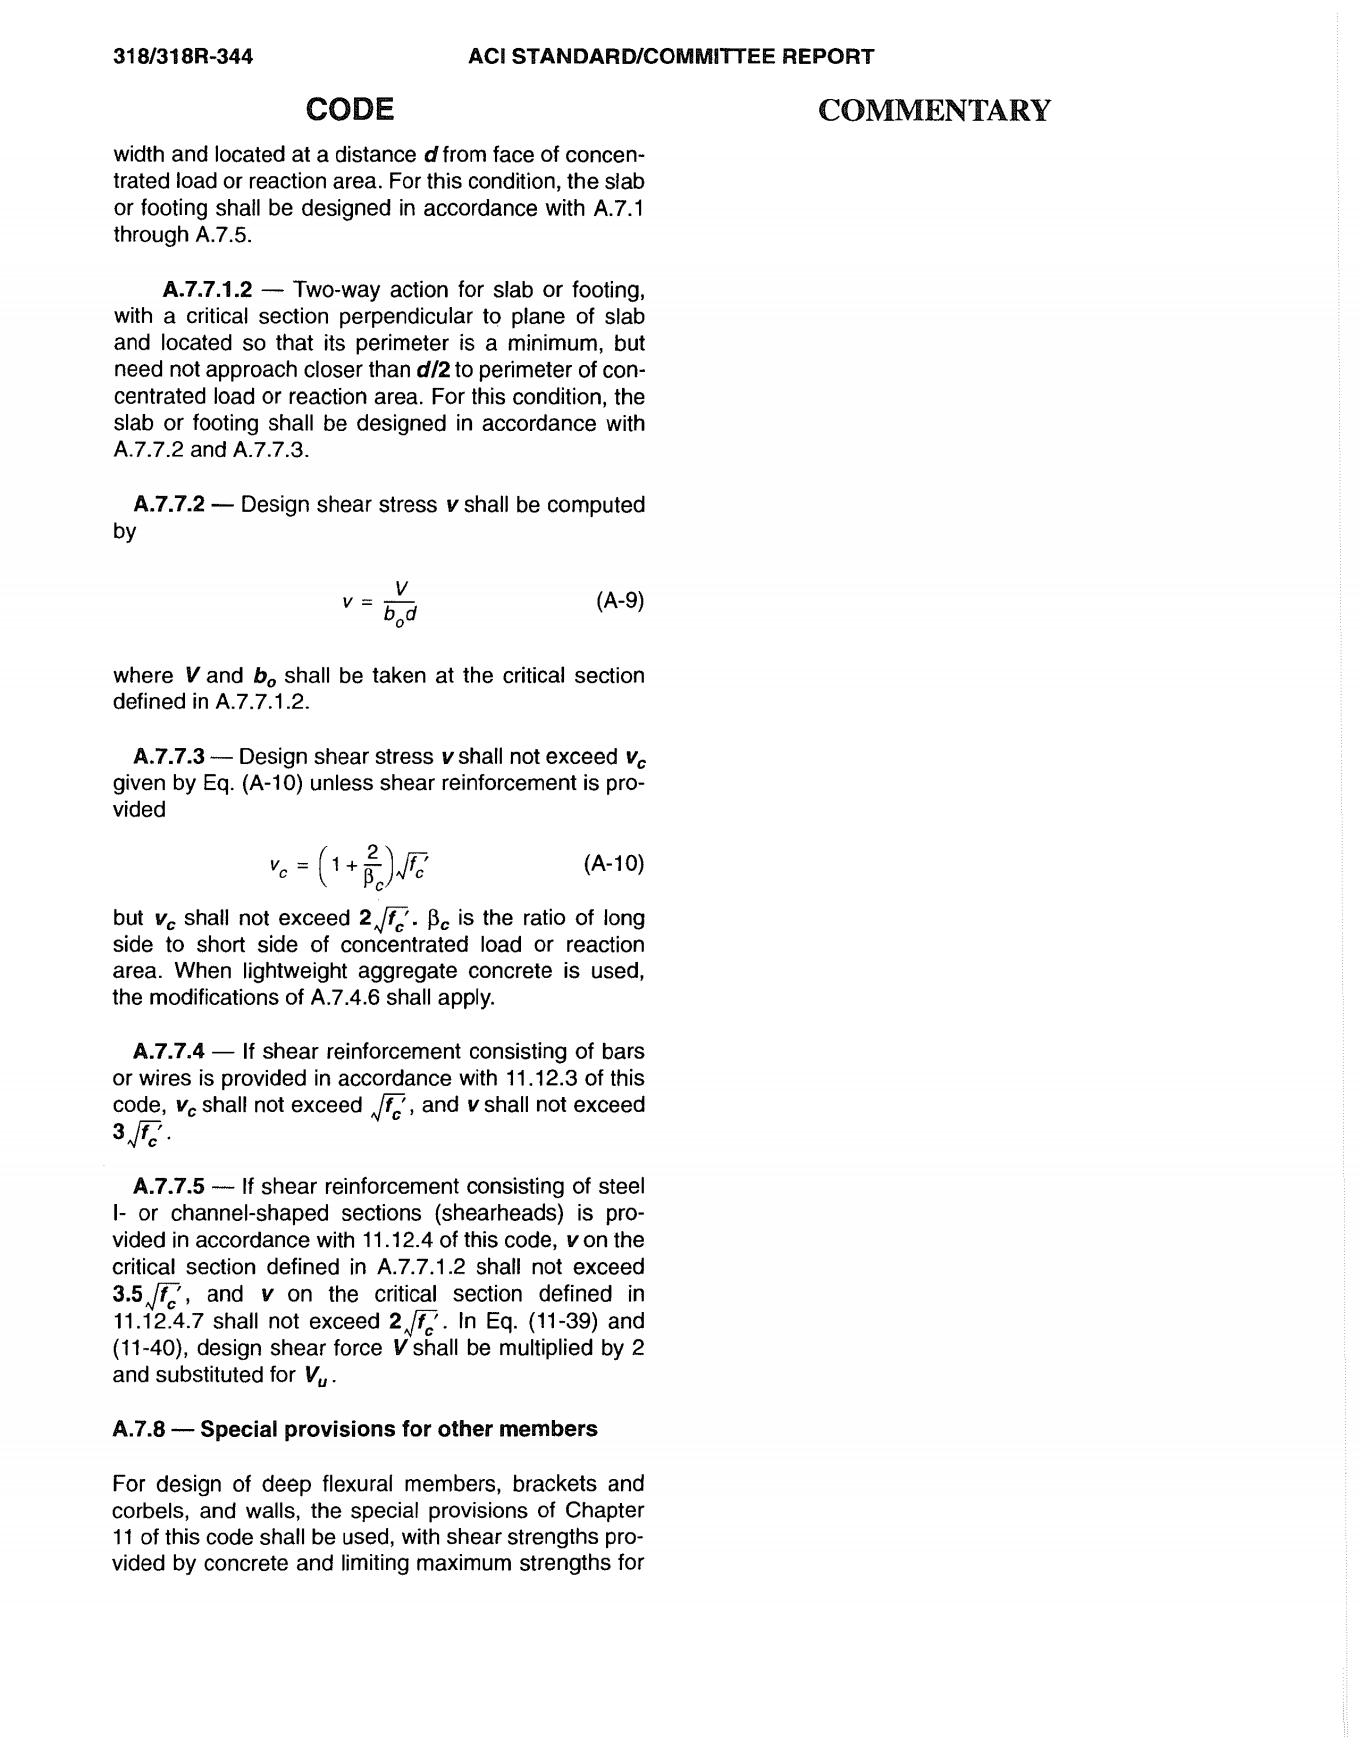 318/318R-344 ACI STANDARD/COMMITTEE REPORT
CODE COMMENTARY
width and located at a distance d from face of concen-
trated load or reaction area. For this condition, the slab
or footing shall be designed in accordance with A.7.1
through A.7.5.
A.7.7.1.2 — Two-way action for slab or footing,
with a critical section perpendicular to plane of slab
and located so that its perimeter is a minimum, but
need not approach closer than d/2 to perimeter of con-
centrated load or reaction area. For this condition, the
slab or footing shall be designed in accordance with
A.7.7.2 and A.7.7.3.
A.7.7.2 — Design shear stress v shall be computed
by
v = V / (b_o d) (A-9)
where V and b_o shall be taken at the critical section
defined in A.7.7.1.2.
A.7.7.3 — Design shear stress v shall not exceed v_c
given by Eq. (A-10) unless shear reinforcement is pro-
vided
v_c = (1 + 2/β_c) √f_c′ (A-10)
but v_c shall not exceed 2√f_c′. β_c is the ratio of long
side to short side of concentrated load or reaction
area. When lightweight aggregate concrete is used,
the modifications of A.7.4.6 shall apply.
A.7.7.4 — If shear reinforcement consisting of bars
or wires is provided in accordance with 11.12.3 of this
code, v_c shall not exceed √f_c′, and v shall not exceed
3√f_c′.
A.7.7.5 — If shear reinforcement consisting of steel
I- or channel-shaped sections (shearheads) is pro-
vided in accordance with 11.12.4 of this code, v on the
critical section defined in A.7.7.1.2 shall not exceed
3.5√f_c′, and v on the critical section defined in
11.12.4.7 shall not exceed 2√f_c′. In Eq. (11-39) and
(11-40), design shear force V shall be multiplied by 2
and substituted for V_u.
A.7.8 — Special provisions for other members
For design of deep flexural members, brackets and
corbels, and walls, the special provisions of Chapter
11 of this code shall be used, with shear strengths pro-
vided by concrete and limiting maximum strengths for